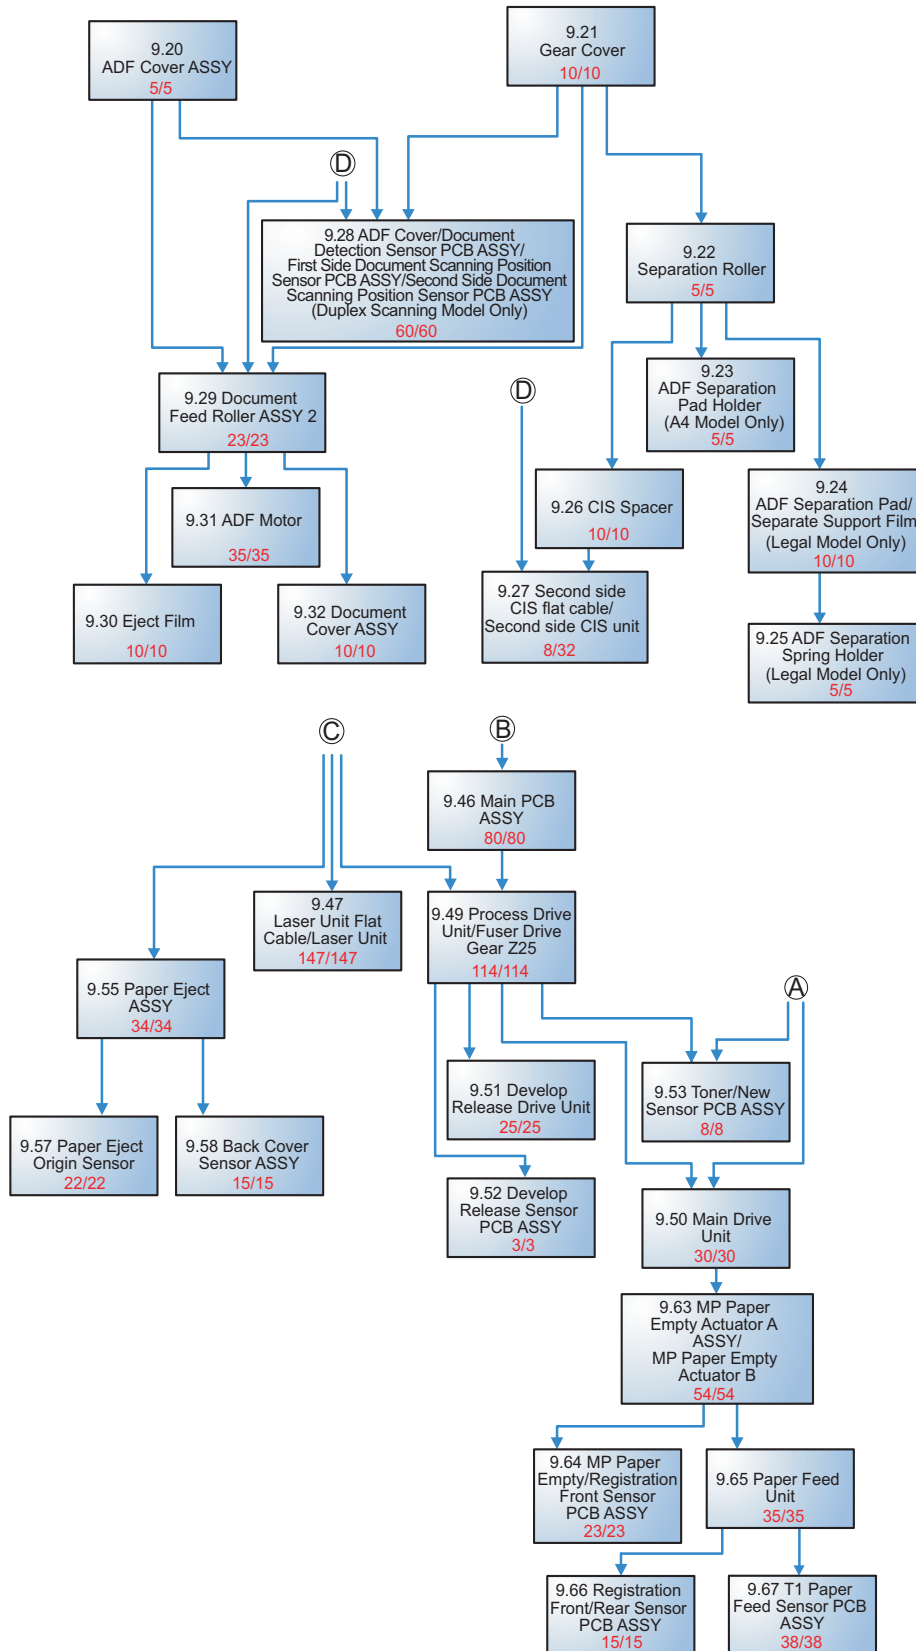 9.20
ADF Cover ASSY
5/5
9.21
Gear Cover
10/10
D
9.28 ADF Cover/Document
Detection Sensor PCB ASSY/
First Side Document Scanning Position
Sensor PCB ASSY/Second Side Document
Scanning Position Sensor PCB ASSY
(Duplex Scanning Model Only)
60/60
9.22
Separation Roller
5/5
9.29 Document
Feed Roller ASSY 2
23/23
D
9.23
ADF Separation
Pad Holder
(A4 Model Only)
5/5
9.31 ADF Motor
35/35
9.26 CIS Spacer
10/10
9.24
ADF Separation Pad/
Separate Support Film
(Legal Model Only)
10/10
9.30 Eject Film
10/10
9.32 Document
Cover ASSY
10/10
9.27 Second side
CIS flat cable/
Second side CIS unit
8/32
9.25 ADF Separation
Spring Holder
(Legal Model Only)
5/5
C
B
9.46 Main PCB
ASSY
80/80
9.47
Laser Unit Flat
Cable/Laser Unit
147/147
9.49 Process Drive
Unit/Fuser Drive
Gear Z25
114/114
9.55 Paper Eject
ASSY
34/34
A
9.51 Develop
Release Drive Unit
25/25
9.53 Toner/New
Sensor PCB ASSY
8/8
9.57 Paper Eject
Origin Sensor
22/22
9.58 Back Cover
Sensor ASSY
15/15
9.52 Develop
Release Sensor
PCB ASSY
3/3
9.50 Main Drive
Unit
30/30
9.63 MP Paper
Empty Actuator A
ASSY/
MP Paper Empty
Actuator B
54/54
9.64 MP Paper
Empty/Registration
Front Sensor
PCB ASSY
23/23
9.65 Paper Feed
Unit
35/35
9.66 Registration
Front/Rear Sensor
PCB ASSY
15/15
9.67 T1 Paper
Feed Sensor PCB
ASSY
38/38